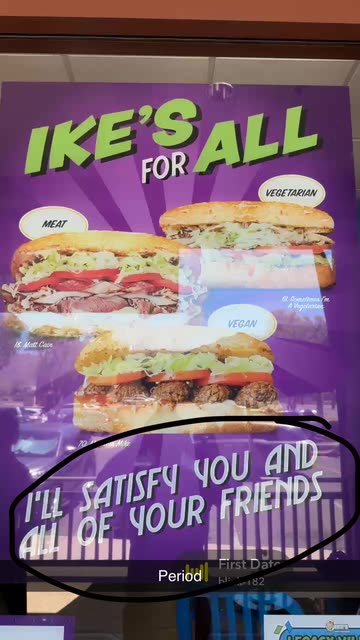 IKE'S
FOR ALL
VEGETARIAN
MEAT
VEGAN
I'LL SATISFY YOU AND
ALL OF YOUR FRIENDS
First Date
Period